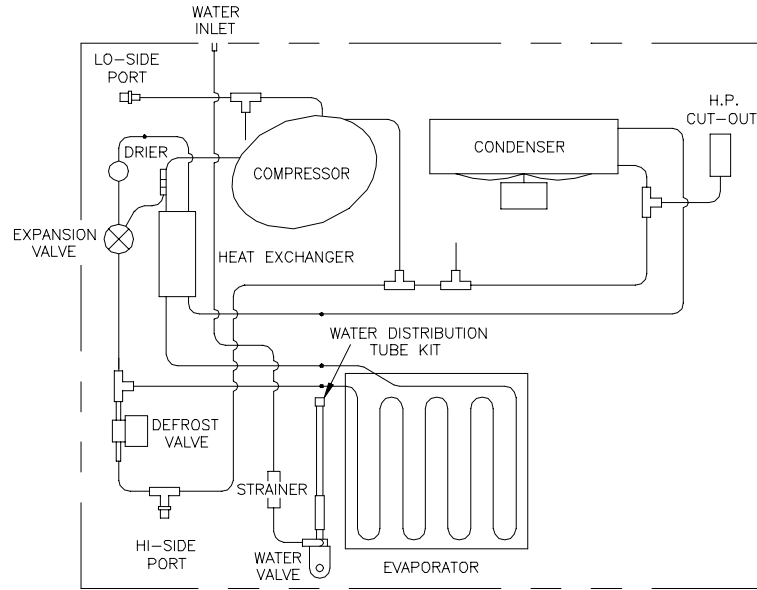 WATER
INLET
LO-SIDE
PORT
H.P.
CUT-OUT
DRIER
CONDENSER
COMPRESSOR
EXPANSION
VALVE
HEAT EXCHANGER
WATER DISTRIBUTION
TUBE KIT
DEFROST
VALVE
STRAINER
HI-SIDE
PORT
WATER
VALVE
EVAPORATOR